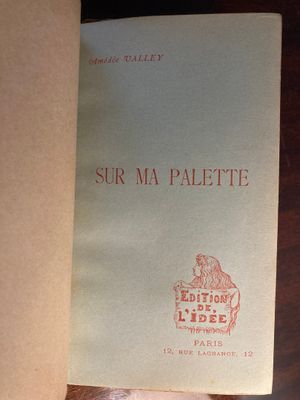 Amédée VALLEY
SUR MA PALETTE
EDITION
DE
L'IDÉE
PARIS
12, RUE LAGRANGE, 12